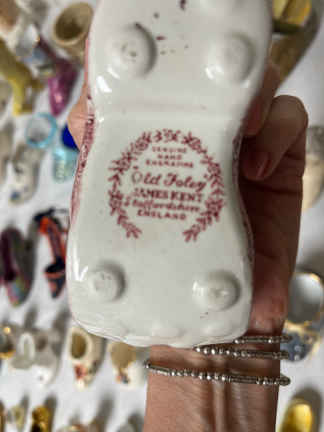 GENUINE
HAND
ENGRAVING
Old Foley
JAMES KENT
Staffordshire
ENGLAND